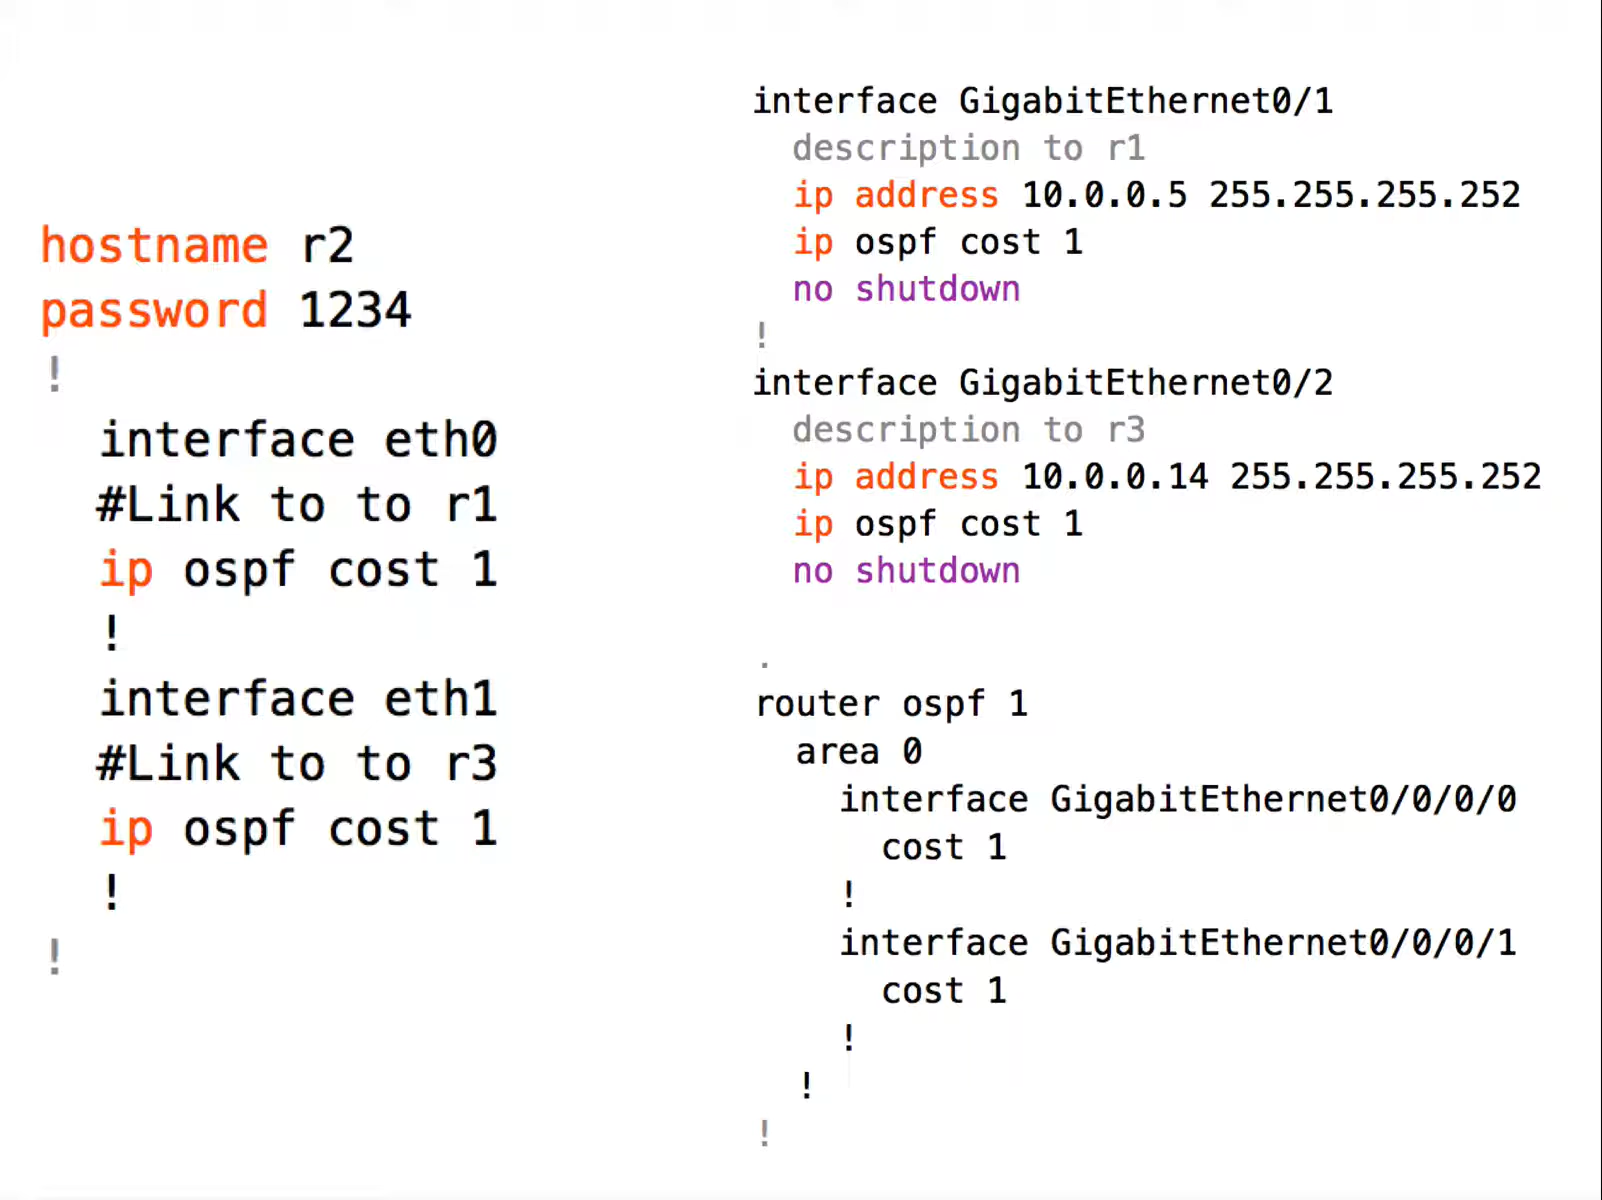 hostname r2
password 1234
!
interface eth0
#Link to to r1
ip ospf cost 1
!
interface eth1
#Link to to r3
ip ospf cost 1
!
!
interface GigabitEthernet0/1
description to r1
ip address 10.0.0.5 255.255.255.252
ip ospf cost 1
no shutdown
!
interface GigabitEthernet0/2
description to r3
ip address 10.0.0.14 255.255.255.252
ip ospf cost 1
no shutdown
.
router ospf 1
area 0
interface GigabitEthernet0/0/0/0
cost 1
!
interface GigabitEthernet0/0/0/1
cost 1
!
!
!